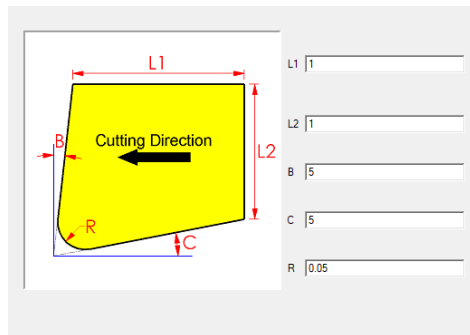 L1
B
Cutting Direction
L2
R
C
L1 1
L2 1
B 5
C 5
R 0.05